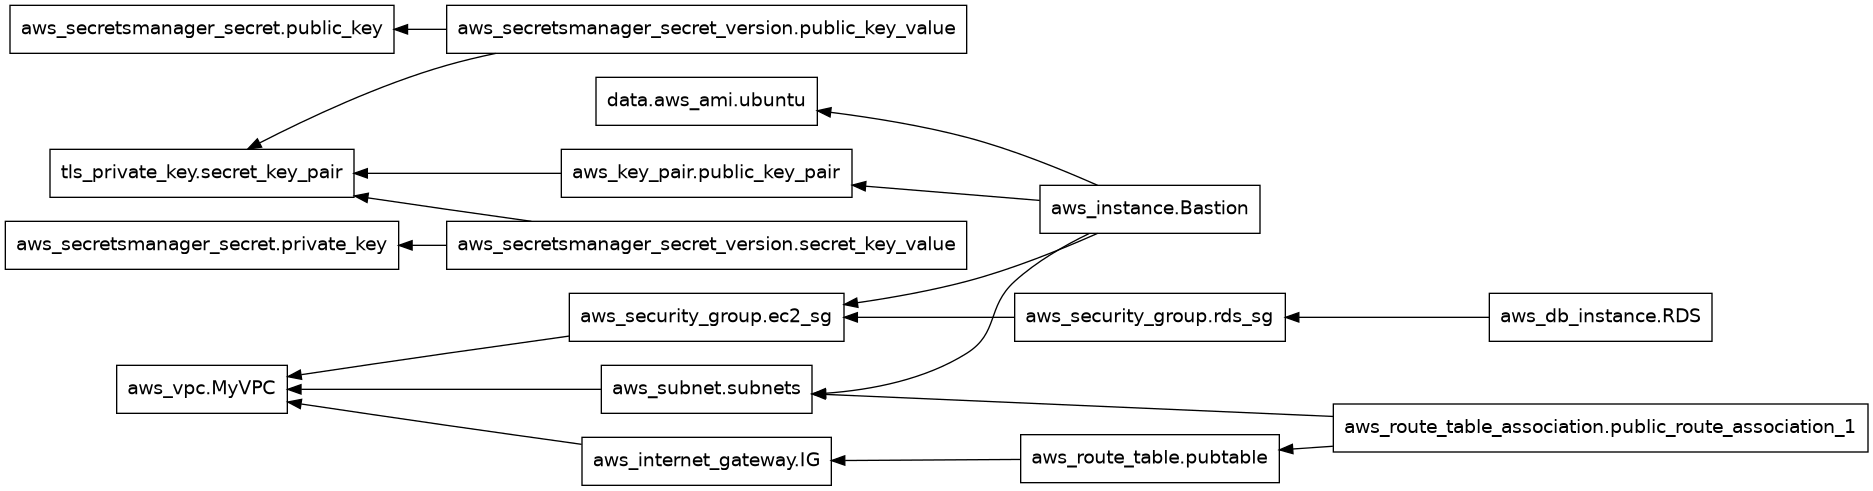 aws_secretsmanager_secret.public_key
aws_secretsmanager_secret_version.public_key_value
data.aws_ami.ubuntu
tls_private_key.secret_key_pair
aws_key_pair.public_key_pair
aws_instance.Bastion
aws_secretsmanager_secret.private_key
aws_secretsmanager_secret_version.secret_key_value
aws_security_group.ec2_sg
aws_security_group.rds_sg
aws_db_instance.RDS
aws_vpc.MyVPC
aws_subnet.subnets
aws_route_table_association.public_route_association_1
aws_internet_gateway.IG
aws_route_table.pubtable